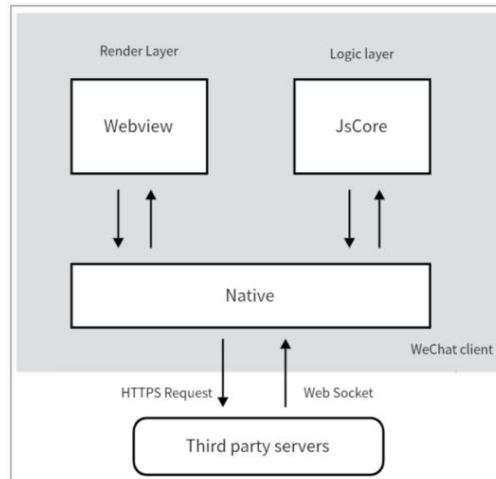 Render Layer
Logic layer
Webview
JsCore
Native
WeChat client
HTTPS Request
Web Socket
Third party servers